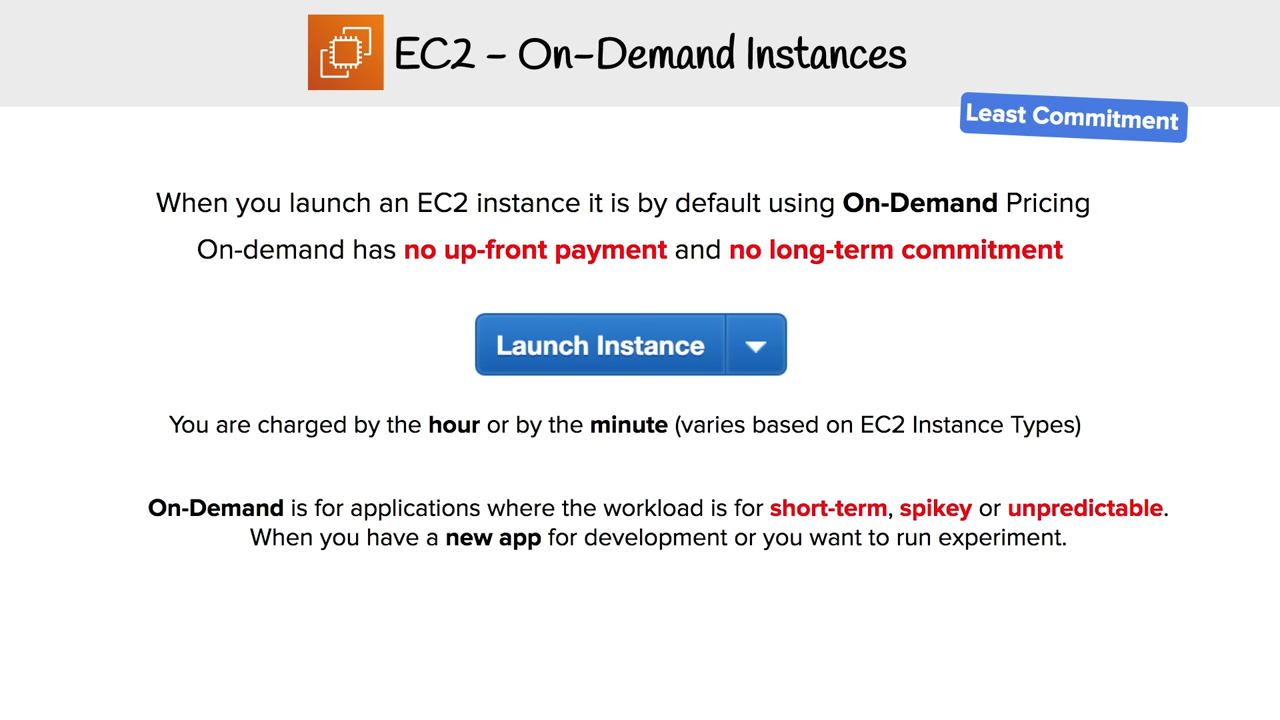 EC2 - On-Demand Instances
Least Commitment
When you launch an EC2 instance it is by default using On-Demand Pricing
On-demand has no up-front payment and no long-term commitment
Launch Instance
You are charged by the hour or by the minute (varies based on EC2 Instance Types)
On-Demand is for applications where the workload is for short-term, spikey or unpredictable.
When you have a new app for development or you want to run experiment.